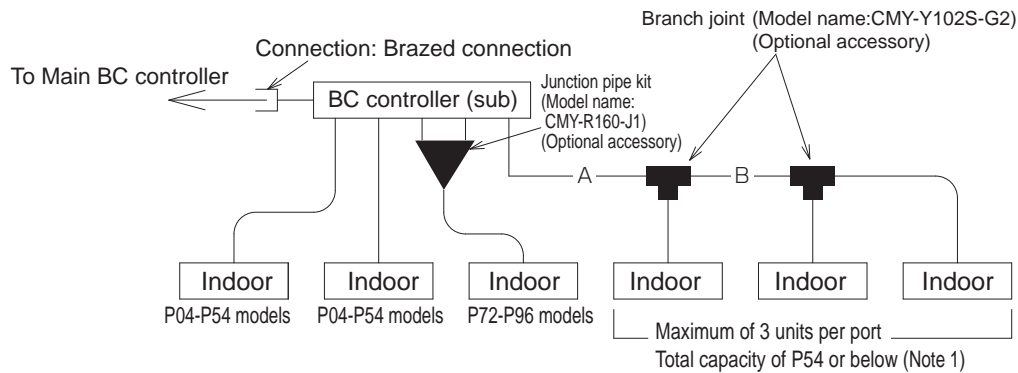 Branch joint (Model name:CMY-Y102S-G2)
(Optional accessory)
Connection: Brazed connection
To Main BC controller
BC controller (sub)
Junction pipe kit
(Model name:
CMY-R160-J1)
(Optional accessory)
A
B
Indoor
Indoor
Indoor
Indoor
Indoor
Indoor
P04-P54 models
P04-P54 models
P72-P96 models
Maximum of 3 units per port
Total capacity of P54 or below (Note 1)